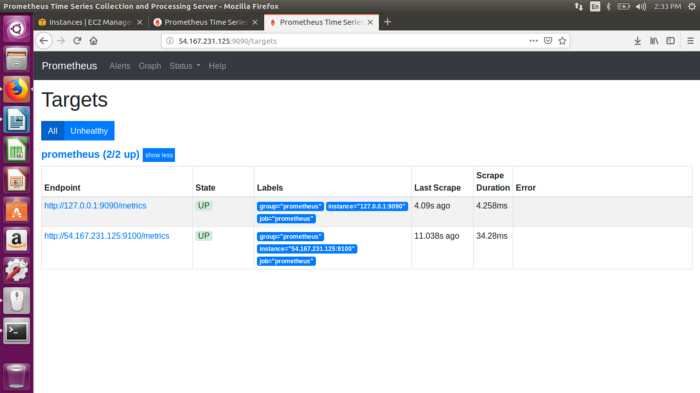 Prometheus Time Series Collection and Processing Server - Mozilla Firefox
En
2:33 PM
Instances | EC2 Manager
Prometheus Time Series
Prometheus Time Series
54.167.231.125:9090/targets
Prometheus Alerts Graph Status Help
Targets
All Unhealthy
prometheus (2/2 up) show less
Endpoint State Labels Last Scrape Scrape Duration Error
http://127.0.0.1:9090/metrics UP group="prometheus" instance="127.0.0.1:9090" 4.09s ago 4.258ms
job="prometheus"
http://54.167.231.125:9100/metrics UP group="prometheus" 11.038s ago 34.28ms
instance="54.167.231.125:9100"
job="prometheus"